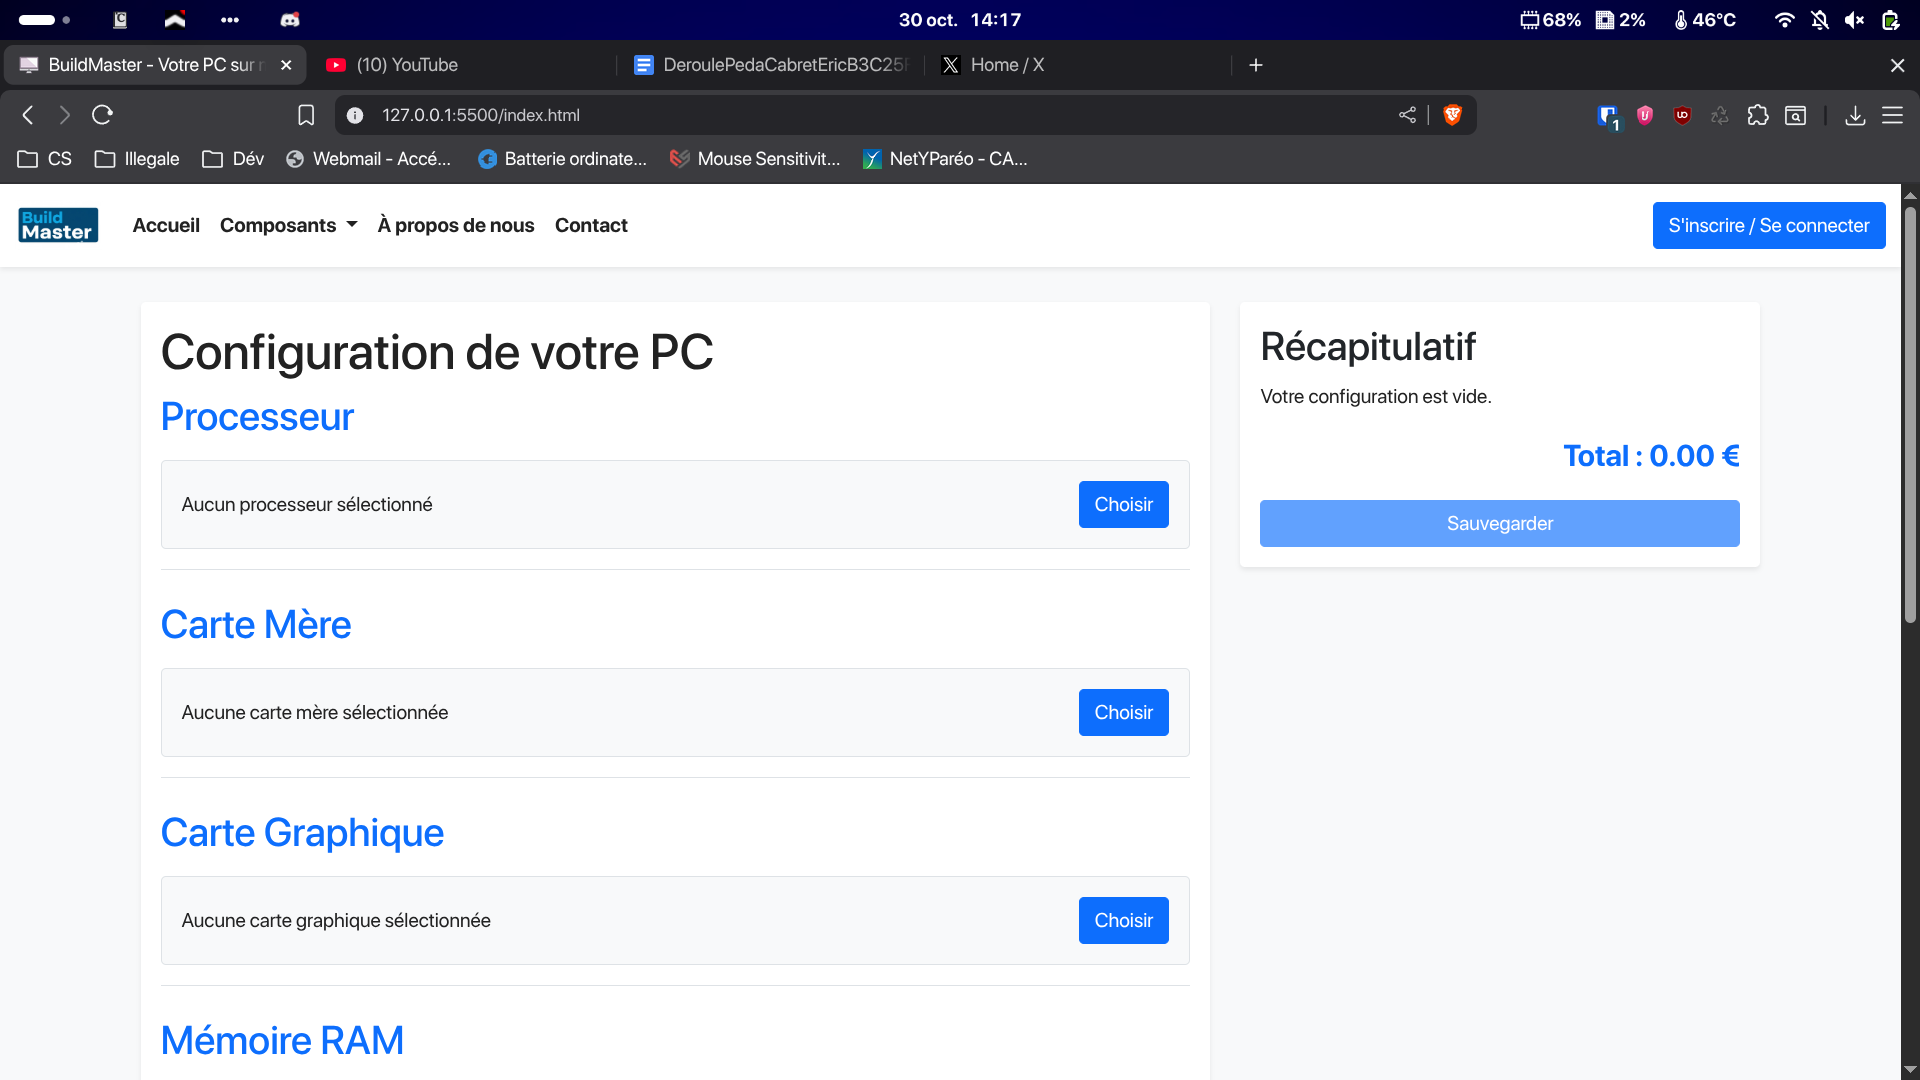 30 oct. 14:17
68% 2% 46°C
BuildMaster - Votre PC sur
(10) YouTube
DeroulePedaCabretEricB3C25
Home / X
127.0.0.1:5500/index.html
1
CS
Illegale
Dév
Webmail - Accé...
Batterie ordinate...
Mouse Sensitivit...
NetYParéo - CA...
Build
Master
Accueil
Composants
À propos de nous
Contact
S'inscrire / Se connecter
Configuration de votre PC
Processeur
Aucun processeur sélectionné
Choisir
Carte Mère
Aucune carte mère sélectionnée
Choisir
Carte Graphique
Aucune carte graphique sélectionnée
Choisir
Mémoire RAM
Récapitulatif
Votre configuration est vide.
Total : 0.00 €
Sauvegarder